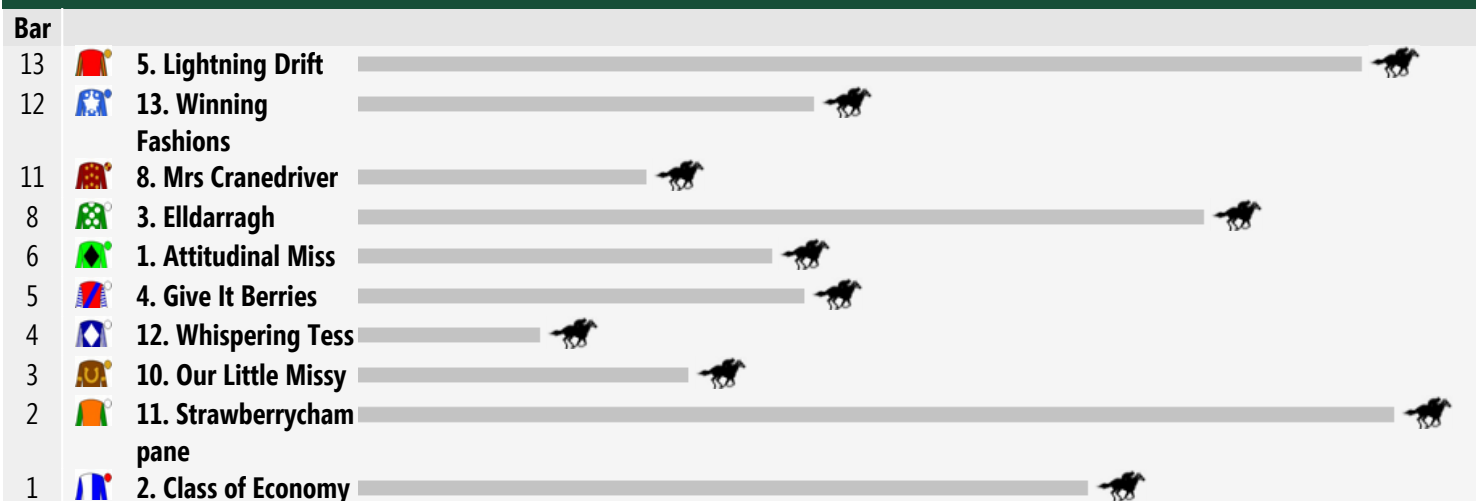 Bar
13 5. Lightning Drift
12 13. Winning
Fashions
11 8. Mrs Cranedriver
8 3. Elldarragh
6 1. Attitudinal Miss
5 4. Give It Berries
4 12. Whispering Tess
3 10. Our Little Missy
2 11. Strawberrycham
pane
1 2. Class of Economy